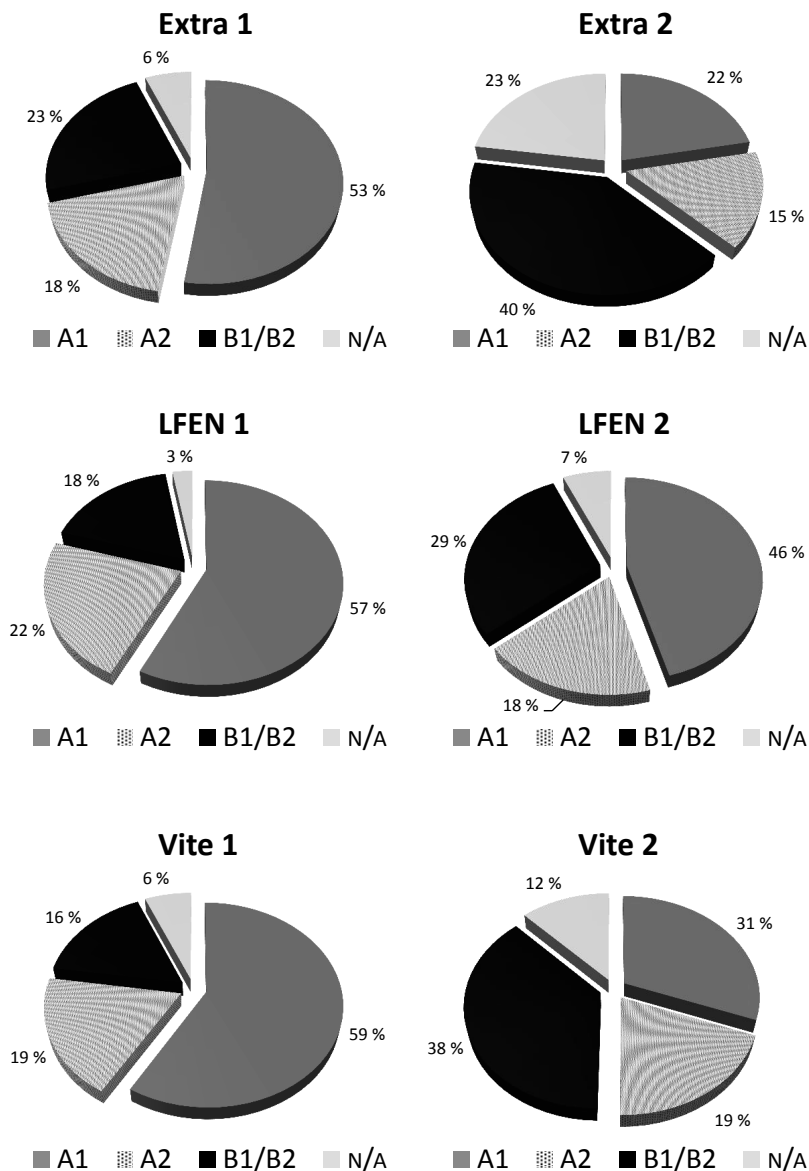 Extra 1
6 %
23 %
53 %
18 %
A1 A2 B1/B2 N/A
Extra 2
23 %
22 %
15 %
40 %
A1 A2 B1/B2 N/A
LFEN 1
3 %
18 %
57 %
22 %
A1 A2 B1/B2 N/A
LFEN 2
7 %
29 %
46 %
18 %
A1 A2 B1/B2 N/A
Vite 1
6 %
16 %
59 %
19 %
A1 A2 B1/B2 N/A
Vite 2
12 %
31 %
38 %
19 %
A1 A2 B1/B2 N/A